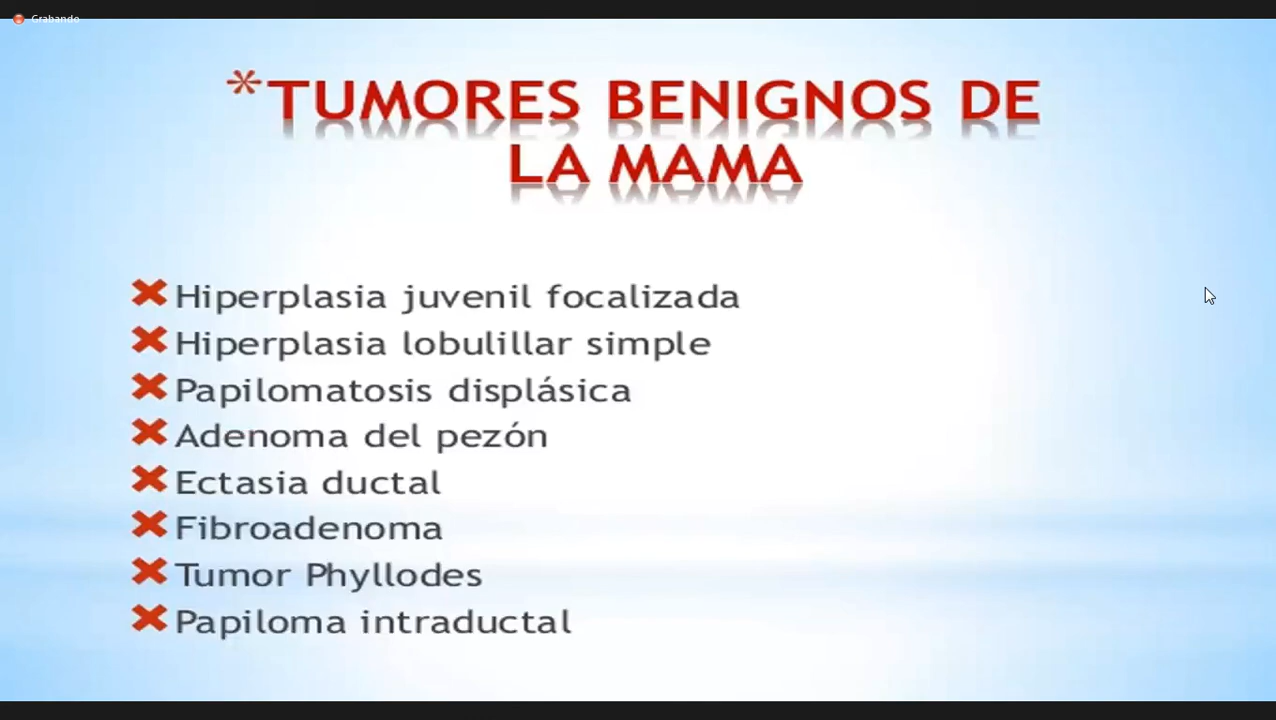 Grabando
*TUMORES BENIGNOS DE
LA MAMA
✖Hiperplasia juvenil focalizada
✖Hiperplasia lobulillar simple
✖Papilomatosis displásica
✖Adenoma del pezón
✖Ectasia ductal
✖Fibroadenoma
✖Tumor Phyllodes
✖Papiloma intraductal